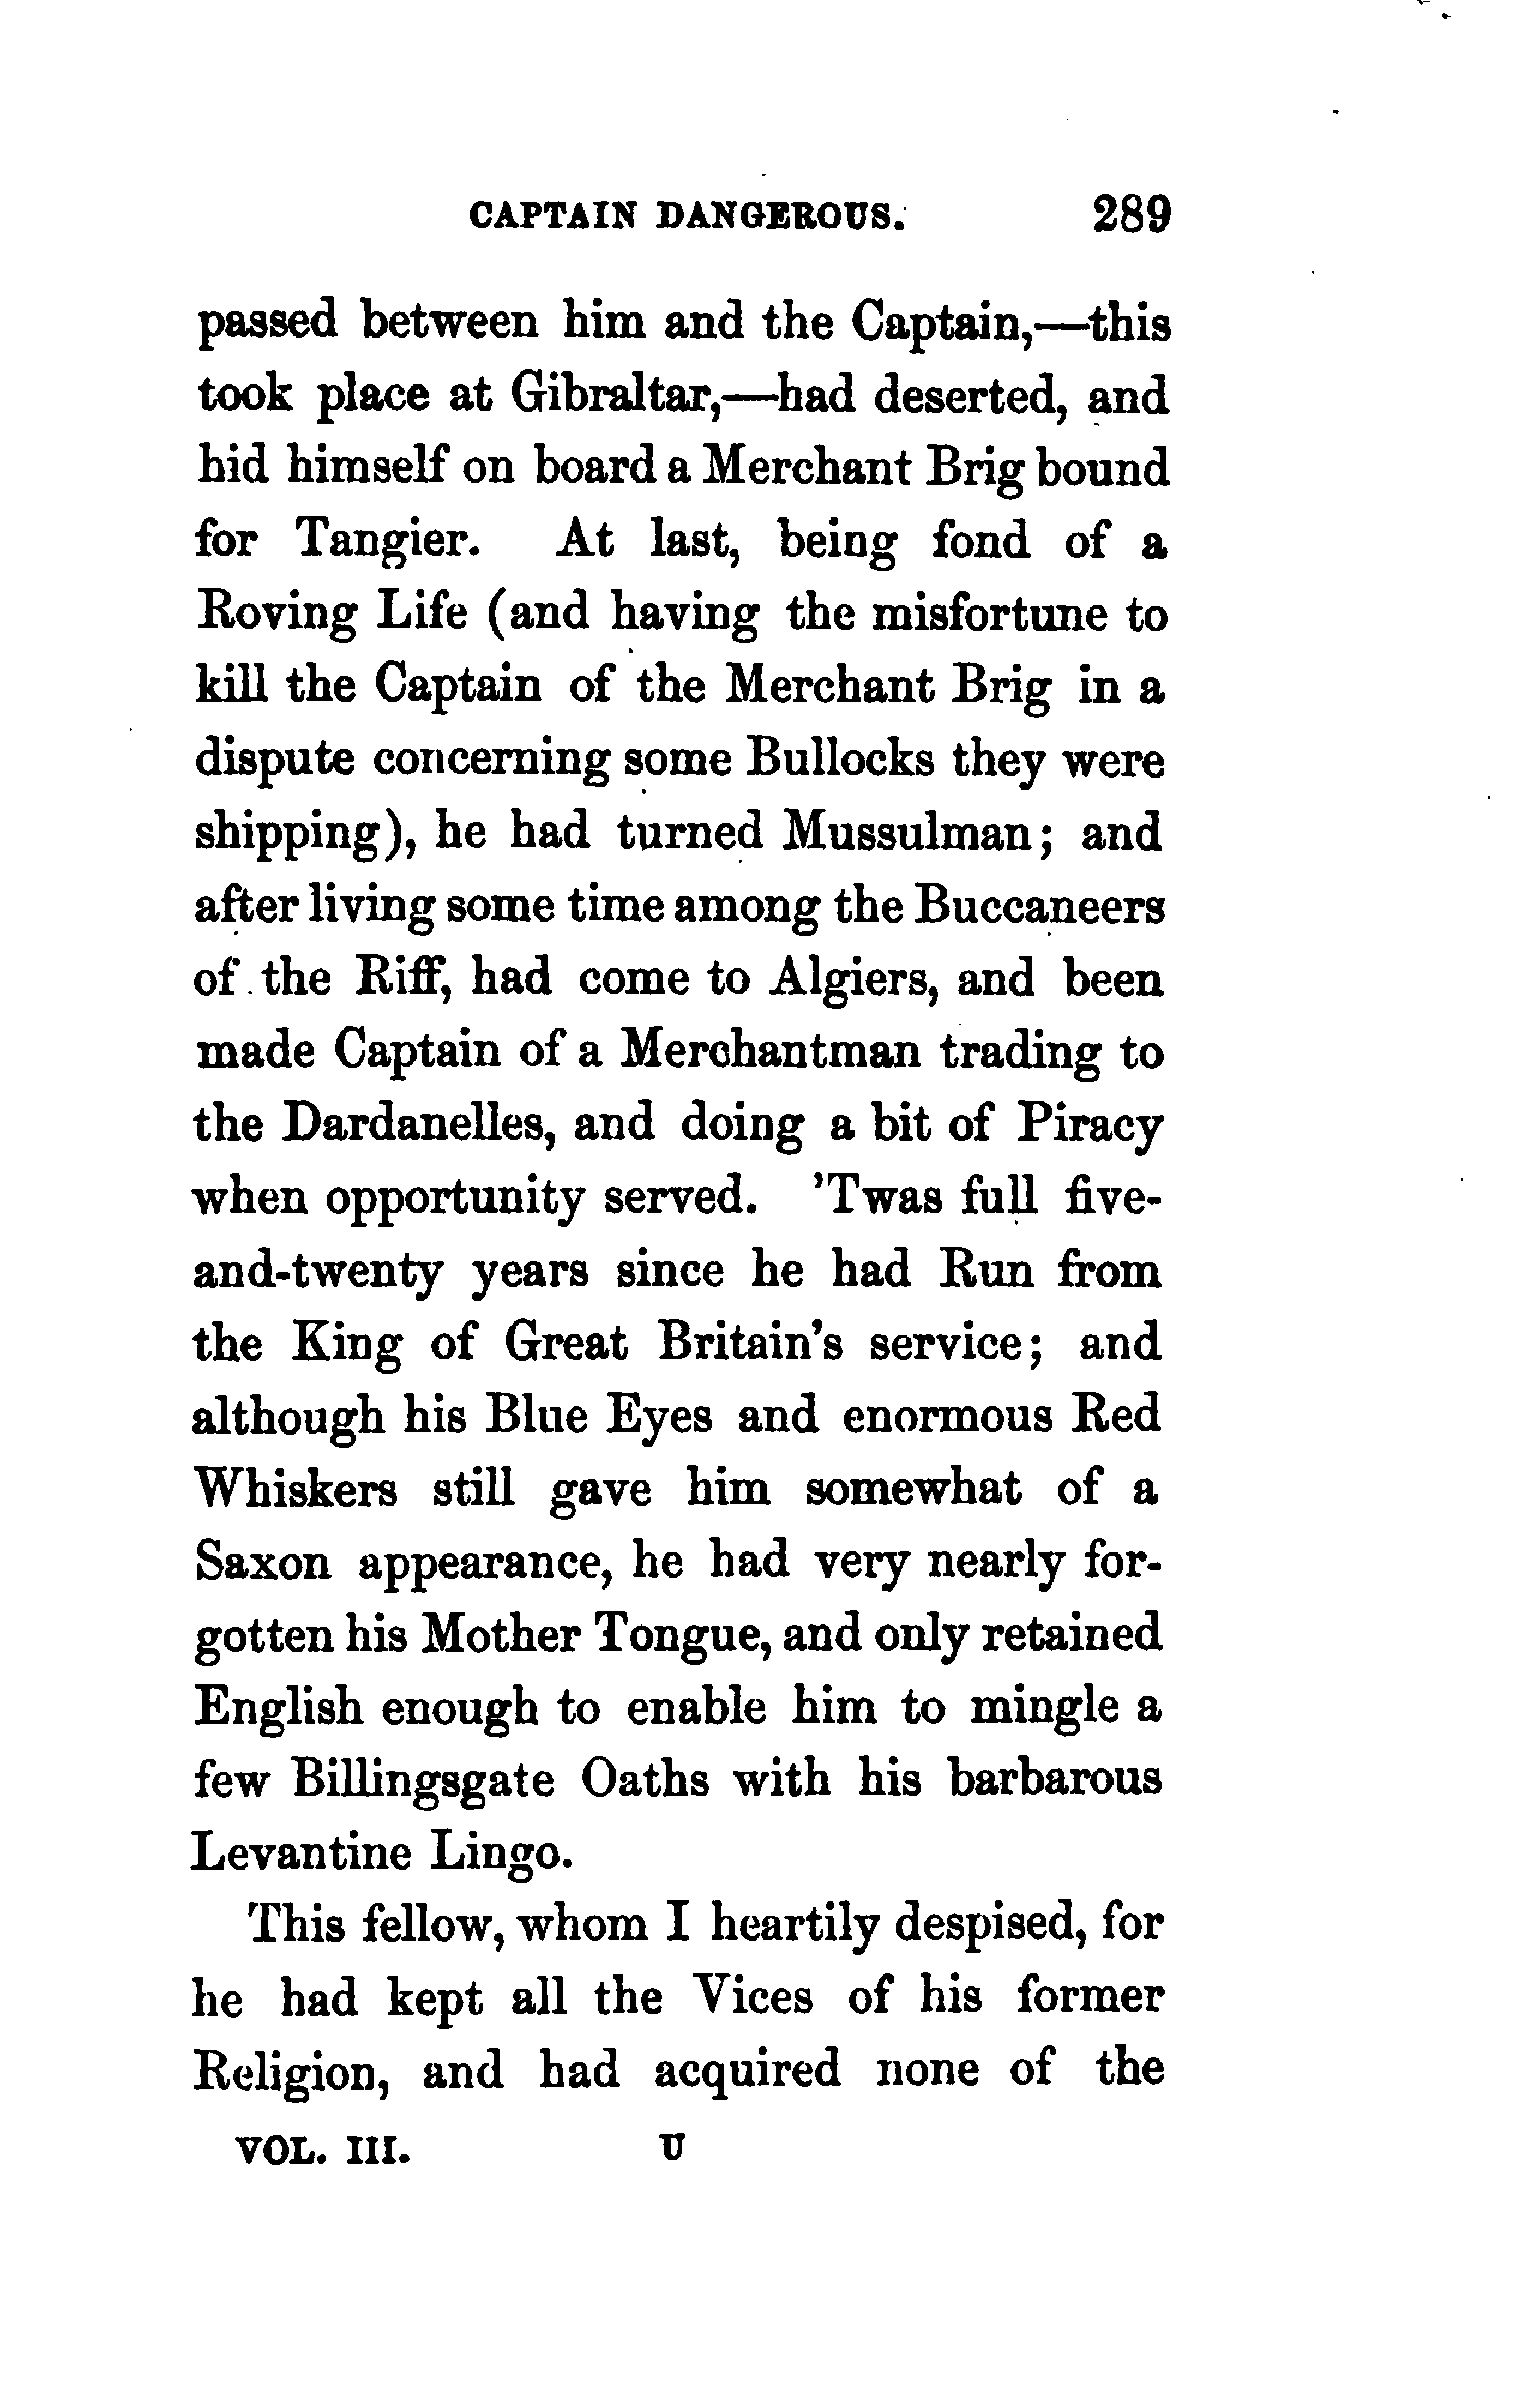 CAPTAIN DANGEROUS. 289
passed between him and the Captain,—this
took place at Gibraltar,—had deserted, and
hid himself on board a Merchant Brig bound
for Tangier. At last, being fond of a
Roving Life (and having the misfortune to
kill the Captain of the Merchant Brig in a
dispute concerning some Bullocks they were
shipping), he had turned Mussulman; and
after living some time among the Buccaneers
of the Riff, had come to Algiers, and been
made Captain of a Merchantman trading to
the Dardanelles, and doing a bit of Piracy
when opportunity served. 'Twas full five-
and-twenty years since he had Run from
the King of Great Britain's service; and
although his Blue Eyes and enormous Red
Whiskers still gave him somewhat of a
Saxon appearance, he had very nearly for-
gotten his Mother Tongue, and only retained
English enough to enable him to mingle a
few Billingsgate Oaths with his barbarous
Levantine Lingo.
This fellow, whom I heartily despised, for
he had kept all the Vices of his former
Religion, and had acquired none of the
VOL. III. U